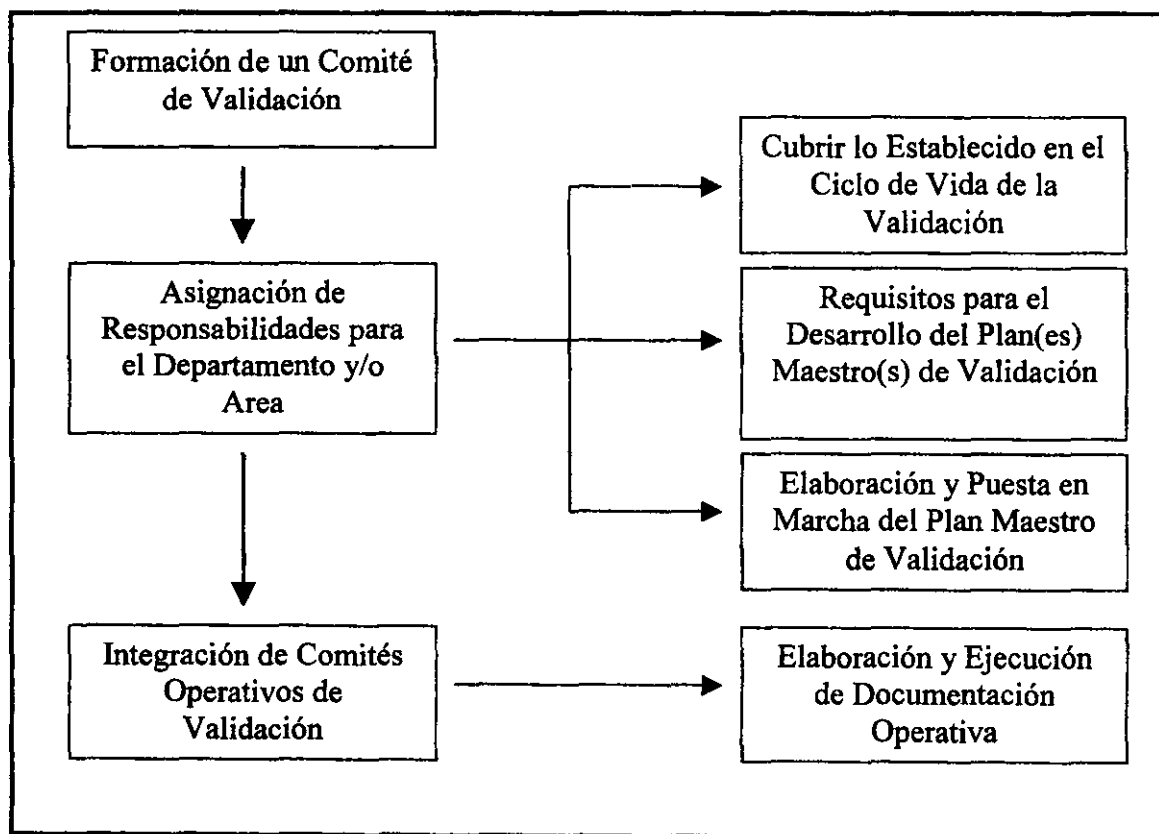 Formación de un Comité
de Validación
Cubrir lo Establecido en el
Ciclo de Vida de la
Validación
Asignación de
Responsabilidades para
el Departamento y/o
Area
Requisitos para el
Desarrollo del Plan(es)
Maestro(s) de Validación
Elaboración y Puesta en
Marcha del Plan Maestro
de Validación
Integración de Comités
Operativos de
Validación
Elaboración y Ejecución
de Documentación
Operativa